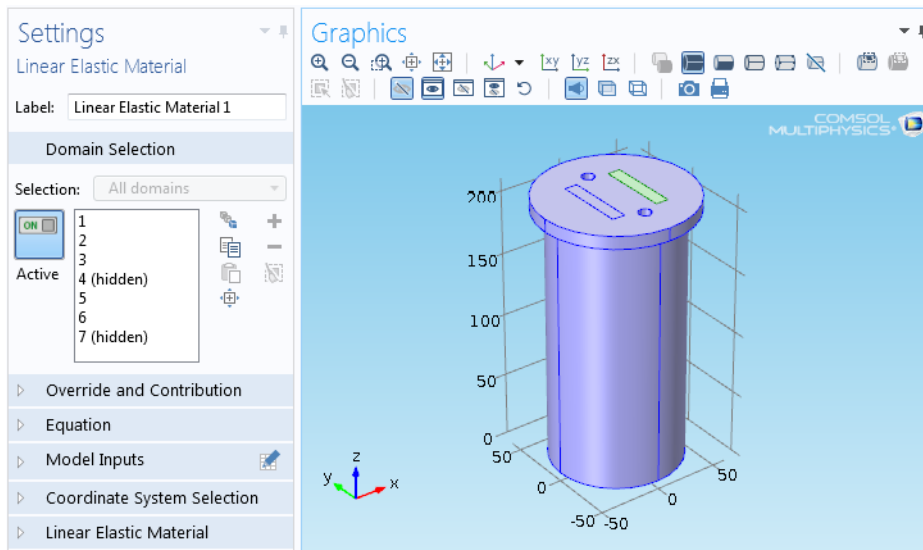 Settings
Linear Elastic Material
Label: Linear Elastic Material 1
Domain Selection
Selection: All domains
ON
Active
1
2
3
4 (hidden)
5
6
7 (hidden)
Override and Contribution
Equation
Model Inputs
Coordinate System Selection
Linear Elastic Material
Graphics
xy yz zx
COMSOL
MULTIPHYSICS®
200
150
100
50
0
50
0
-50
-50
0
50
z
y
x